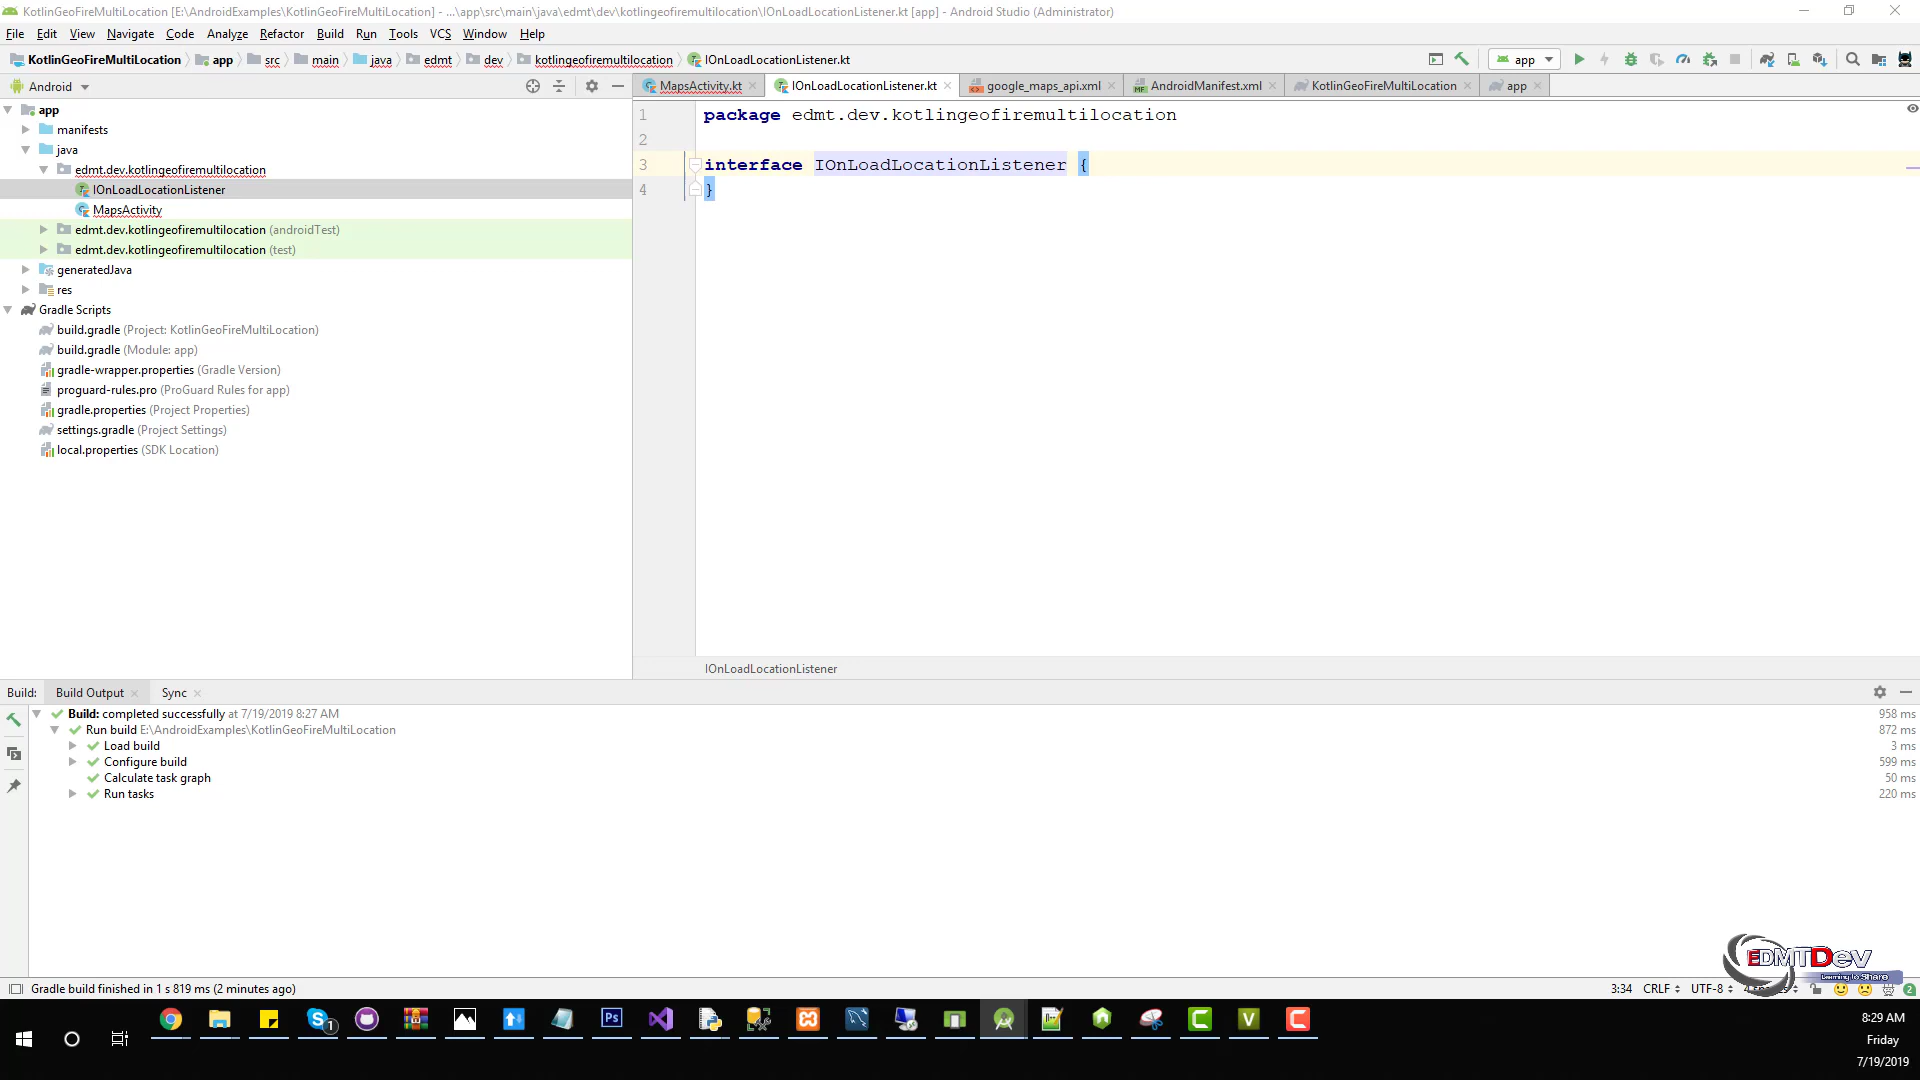 KotlinGeoFireMultiLocation [E:\AndroidExamples\KotlinGeoFireMultiLocation] - ...\app\src\main\java\edmt\dev\kotlingeofiremultilocation\IOnLoadLocationListener.kt [app] - Android Studio (Administrator)
File Edit View Navigate Code Analyze Refactor Build Run Tools VCS Window Help
KotlinGeoFireMultiLocation app src main java edmt dev kotlingeofiremultilocation IOnLoadLocationListener.kt app
Android MapsActivity.kt IOnLoadLocationListener.kt google_maps_api.xml AndroidManifest.xml KotlinGeoFireMultiLocation app
app
manifests
java
edmt.dev.kotlingeofiremultilocation
IOnLoadLocationListener
MapsActivity
edmt.dev.kotlingeofiremultilocation (androidTest)
edmt.dev.kotlingeofiremultilocation (test)
generatedJava
res
Gradle Scripts
build.gradle (Project: KotlinGeoFireMultiLocation)
build.gradle (Module: app)
gradle-wrapper.properties (Gradle Version)
proguard-rules.pro (ProGuard Rules for app)
gradle.properties (Project Properties)
settings.gradle (Project Settings)
local.properties (SDK Location)
1 package edmt.dev.kotlingeofiremultilocation
2
3 interface IOnLoadLocationListener {
4 }
IOnLoadLocationListener
Build: Build Output Sync
Build: completed successfully at 7/19/2019 8:27 AM 958 ms
Run build E:\AndroidExamples\KotlinGeoFireMultiLocation 872 ms
Load build 3 ms
Configure build 599 ms
Calculate task graph 50 ms
Run tasks 220 ms
EDMTDev
Learning to Share
Gradle build finished in 1 s 819 ms (2 minutes ago) 3:34 CRLF UTF-8 2
1 Ps V
8:29 AM
Friday
7/19/2019